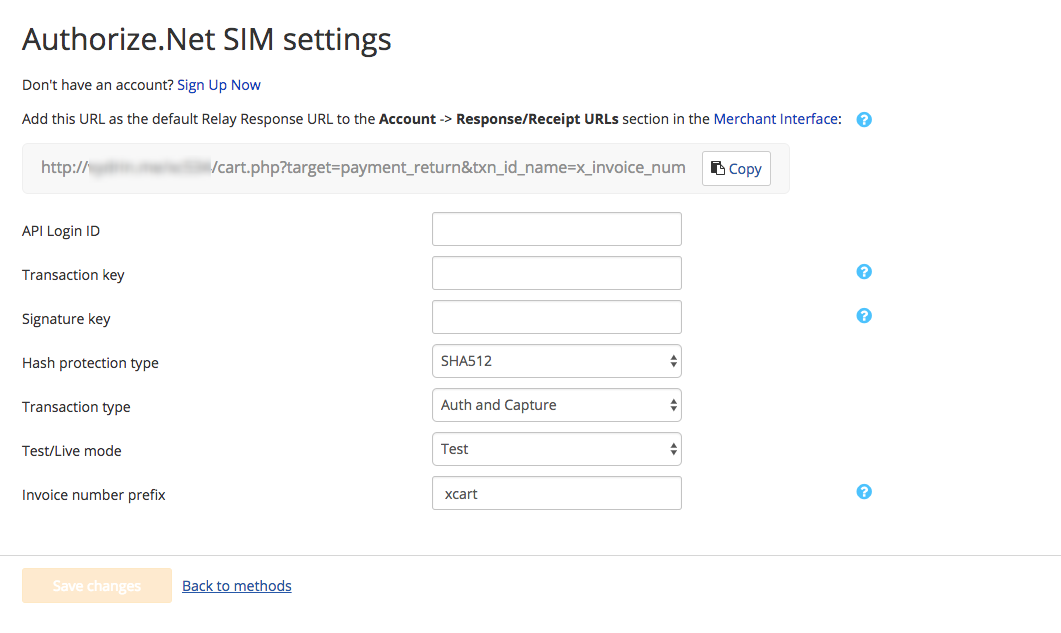 Authorize.Net SIM settings
Don't have an account? Sign Up Now
Add this URL as the default Relay Response URL to the Account -> Response/Receipt URLs section in the Merchant Interface: ?
http:// /cart.php?target=payment_return&txn_id_name=x_invoice_num Copy
API Login ID
Transaction key ?
Signature key ?
Hash protection type SHA512
Transaction type Auth and Capture
Test/Live mode Test
Invoice number prefix xcart ?
Save changes Back to methods